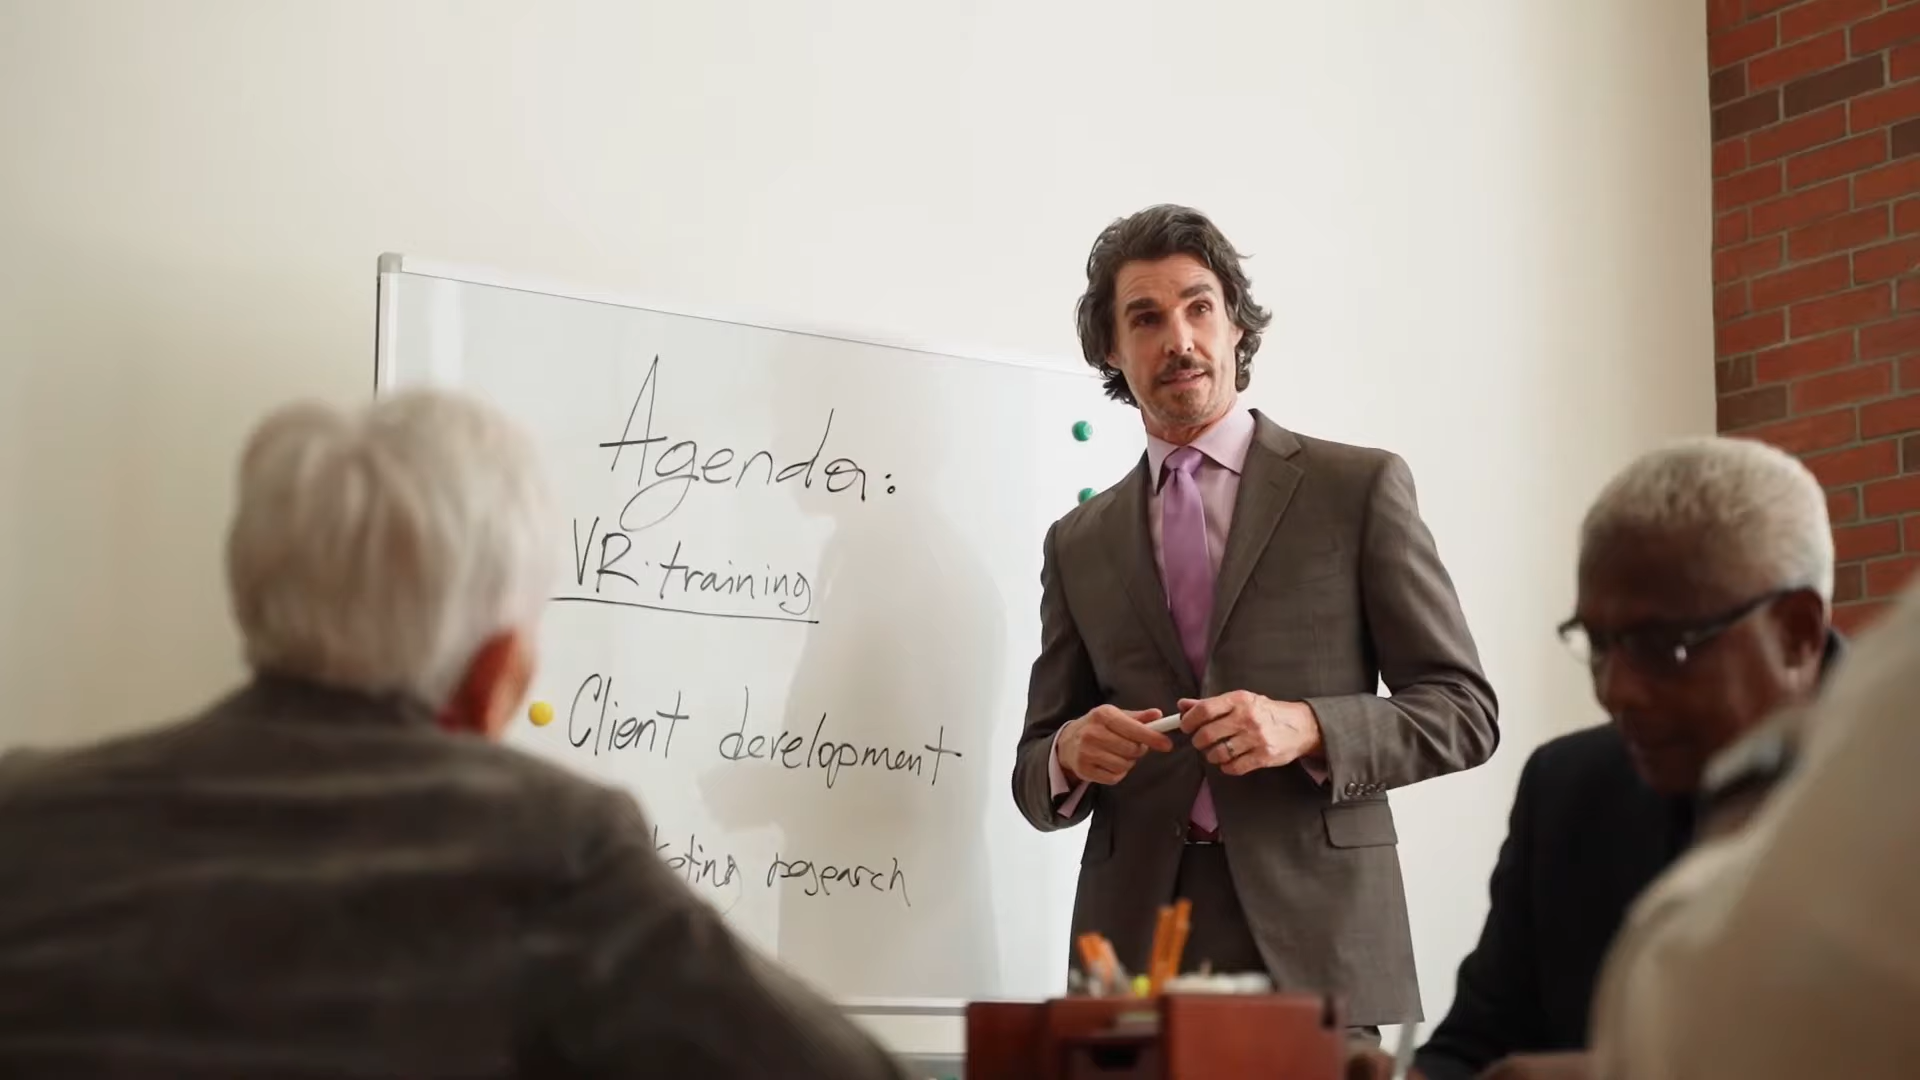 Agenda:
VR training
Client development
research